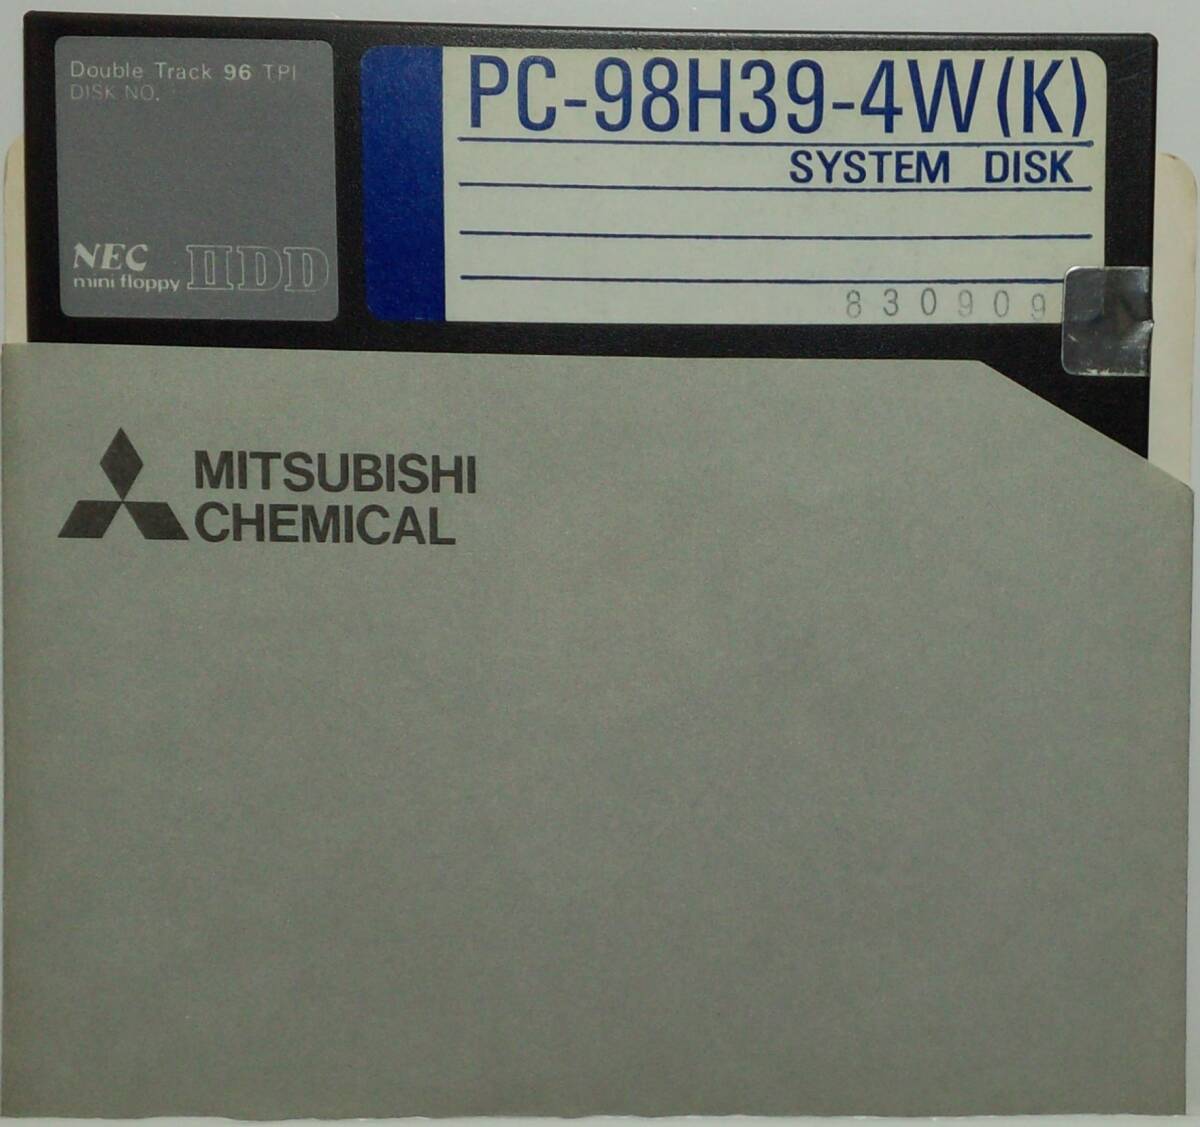 Double Track 96 TPI
DISK NO.
NEC
mini floppy IIDD
PC-98H39-4W(K)
SYSTEM DISK
830909
MITSUBISHI
CHEMICAL